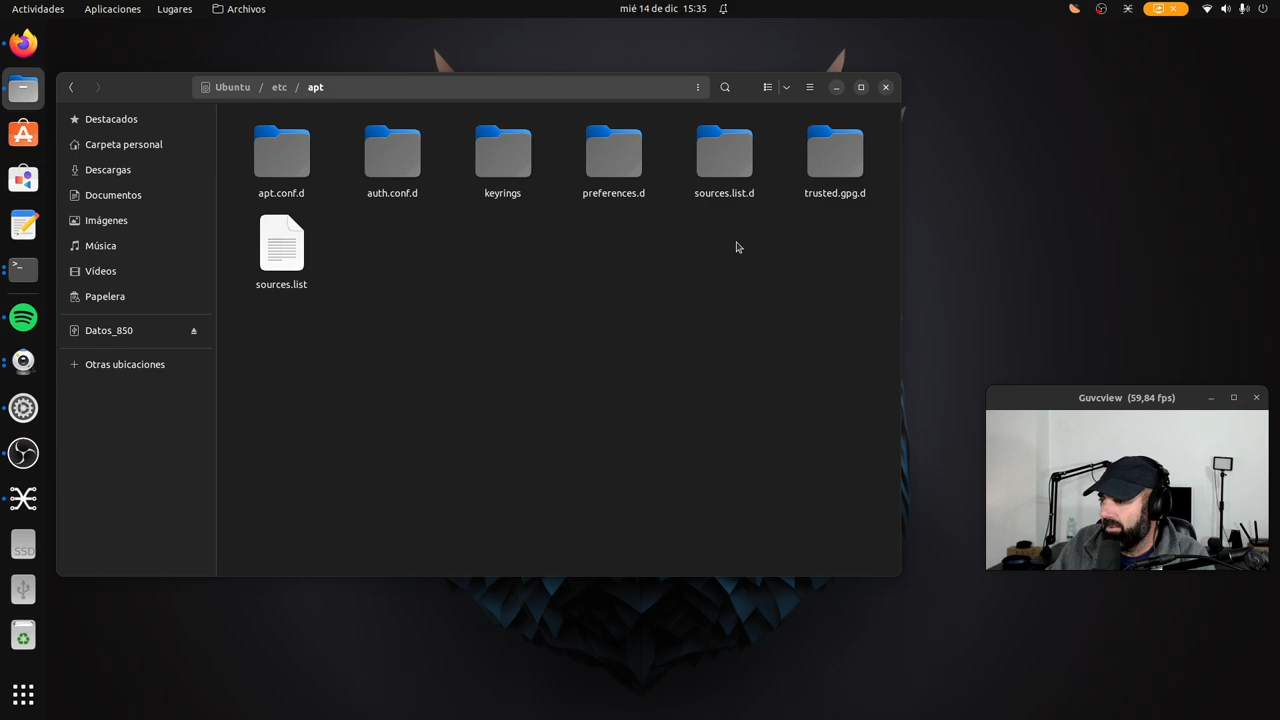 Actividades Aplicaciones Lugares Archivos mié 14 de dic 15:35
Ubuntu / etc / apt
Destacados
Carpeta personal
Descargas
Documentos
Imágenes
Música
Vídeos
Papelera
Datos_850
+ Otras ubicaciones
apt.conf.d auth.conf.d keyrings preferences.d sources.list.d trusted.gpg.d
sources.list
Guvcview (59,84 fps)
>_
SSD